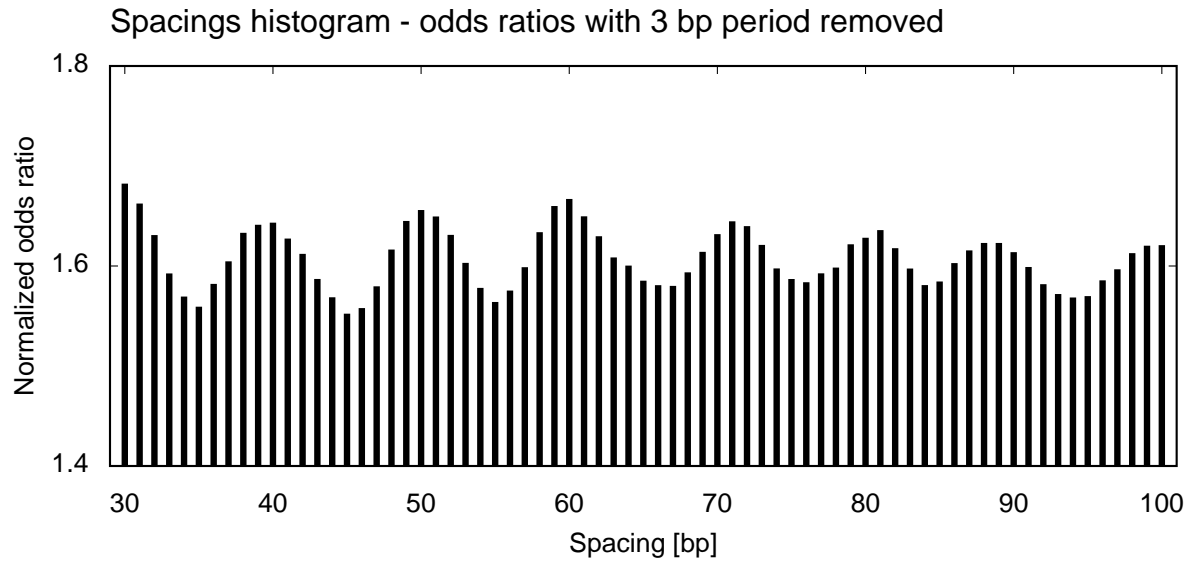 Spacings histogram - odds ratios with 3 bp period removed
1.8
1.6
1.4
Normalized odds ratio
30 40 50 60 70 80 90 100
Spacing [bp]